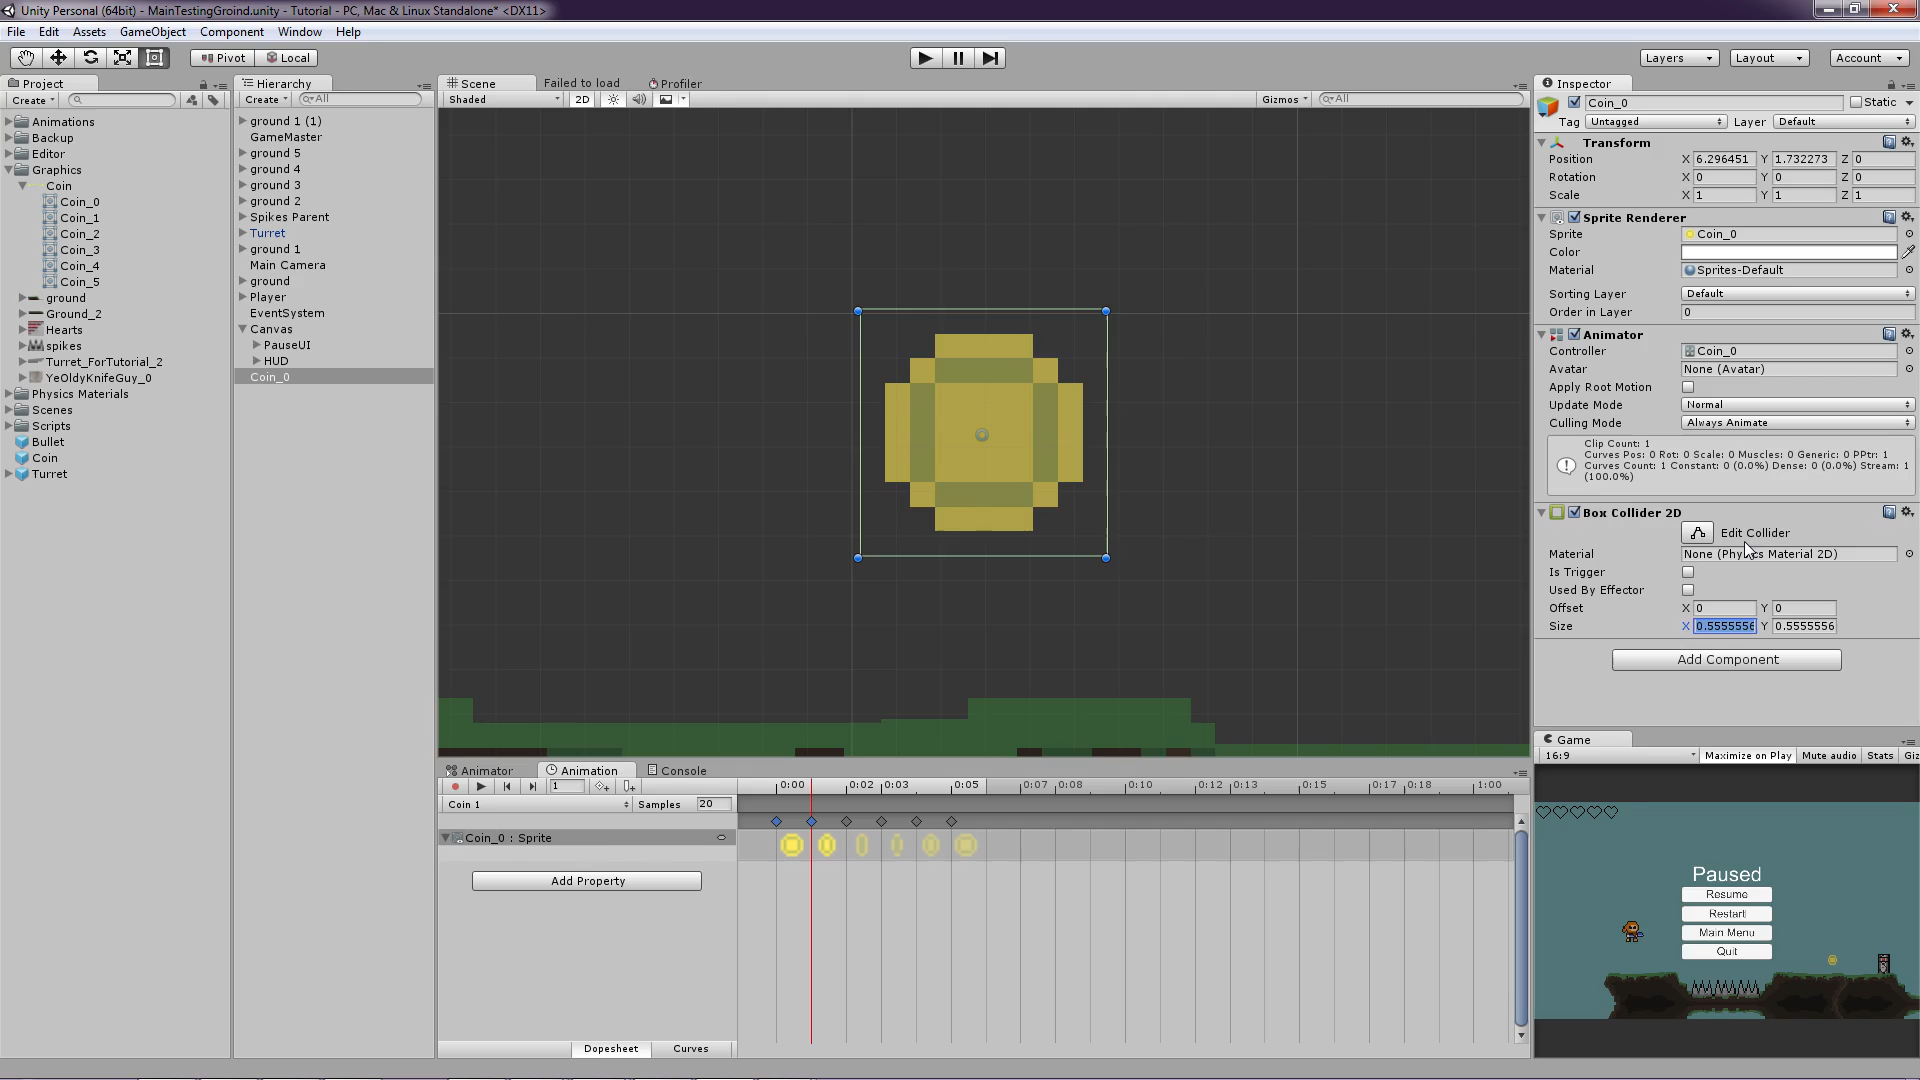 Unity Personal (64bit) - MainTestingGroind.unity - Tutorial - PC, Mac & Linux Standalone* <DX11>
File Edit Assets GameObject Component Window Help
Pivot Local Layers Layout Account
Project
Create
Animations
Backup
Editor
Graphics
Coin
Coin_0
Coin_1
Coin_2
Coin_3
Coin_4
Coin_5
ground
Ground_2
Hearts
spikes
Turret_ForTutorial_2
YeOldyKnifeGuy_0
Physics Materials
Scenes
Scripts
Bullet
Coin
Turret
Hierarchy
Create All
ground 1 (1)
GameMaster
ground 5
ground 4
ground 3
ground 2
Spikes Parent
Turret
ground 1
Main Camera
ground
Player
EventSystem
Canvas
PauseUI
HUD
Coin_0
Scene Failed to load Profiler
Shaded 2D Gizmos All
Animator Animation Console
1 0:00 0:02 0:03 0:05 0:07 0:08 0:10 0:12 0:13 0:15 0:17 0:18 1:00
Coin 1 Samples 20
Coin_0 : Sprite
Add Property
Dopesheet Curves
Inspector
Coin_0 Static
Tag Untagged Layer Default
Transform
Position X 6.296451 Y 1.732273 Z 0
Rotation X 0 Y 0 Z 0
Scale X 1 Y 1 Z 1
Sprite Renderer
Sprite Coin_0
Color
Material Sprites-Default
Sorting Layer Default
Order in Layer 0
Animator
Controller Coin_0
Avatar None (Avatar)
Apply Root Motion
Update Mode Normal
Culling Mode Always Animate
Clip Count: 1
Curves Pos: 0 Rot: 0 Scale: 0 Muscles: 0 Generic: 0 PPtr: 1
Curves Count: 1 Constant: 0 (0.0%) Dense: 0 (0.0%) Stream: 1
(100.0%)
Box Collider 2D
Edit Collider
Material None (Physics Material 2D)
Is Trigger
Used By Effector
Offset X 0 Y 0
Size X 0.5555556 Y 0.5555556
Add Component
Game
16:9 Maximize on Play Mute audio Stats Giz
Paused
Resume
Restart
Main Menu
Quit